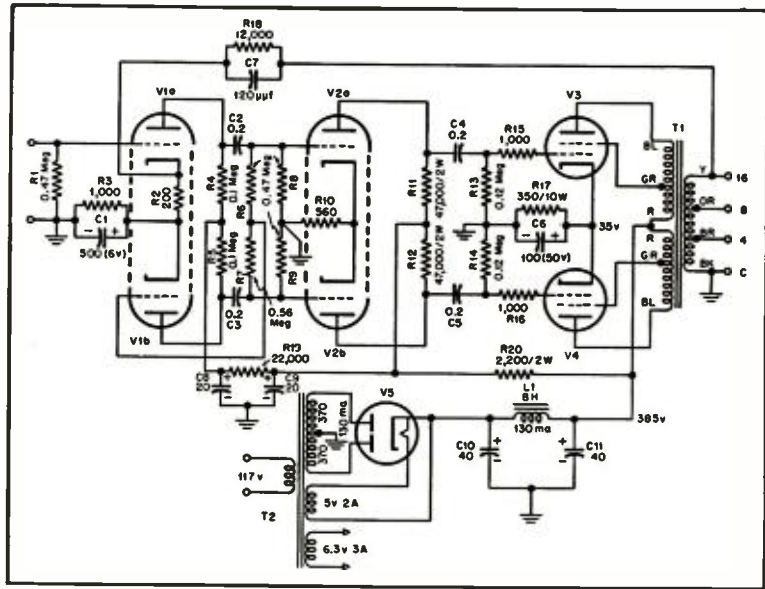 R18
12,000
C7
120µµf
V1a
V2a
V3
T1
C2
0.2
C4
0.2
R15
1,000
BL
GR
R
R
GR
BL
Y
16
OR
8
BR
4
BK
C
R1
0.47 Meg
R3
1,000
C1
500 (6v)
R2
200
R4
0.1 Meg
R5
0.1 Meg
R6
0.47 Meg
R8
R7
R9
0.56
Meg
R10
560
R11
47,000/2W
R12
47,000/2W
R13
0.12 Meg
R14
0.12 Meg
R17
350/10W
C6
100(50v)
35v
V1b
0.2
C3
V2b
0.2
C5
1,000
R16
V4
R19
22,000
C8
20
C9
20
R20
2,200/2W
V5
L1
8H
130ma
385v
C10
40
C11
40
370
370
130 ma
117v
T2
5v 2A
6.3v 3A